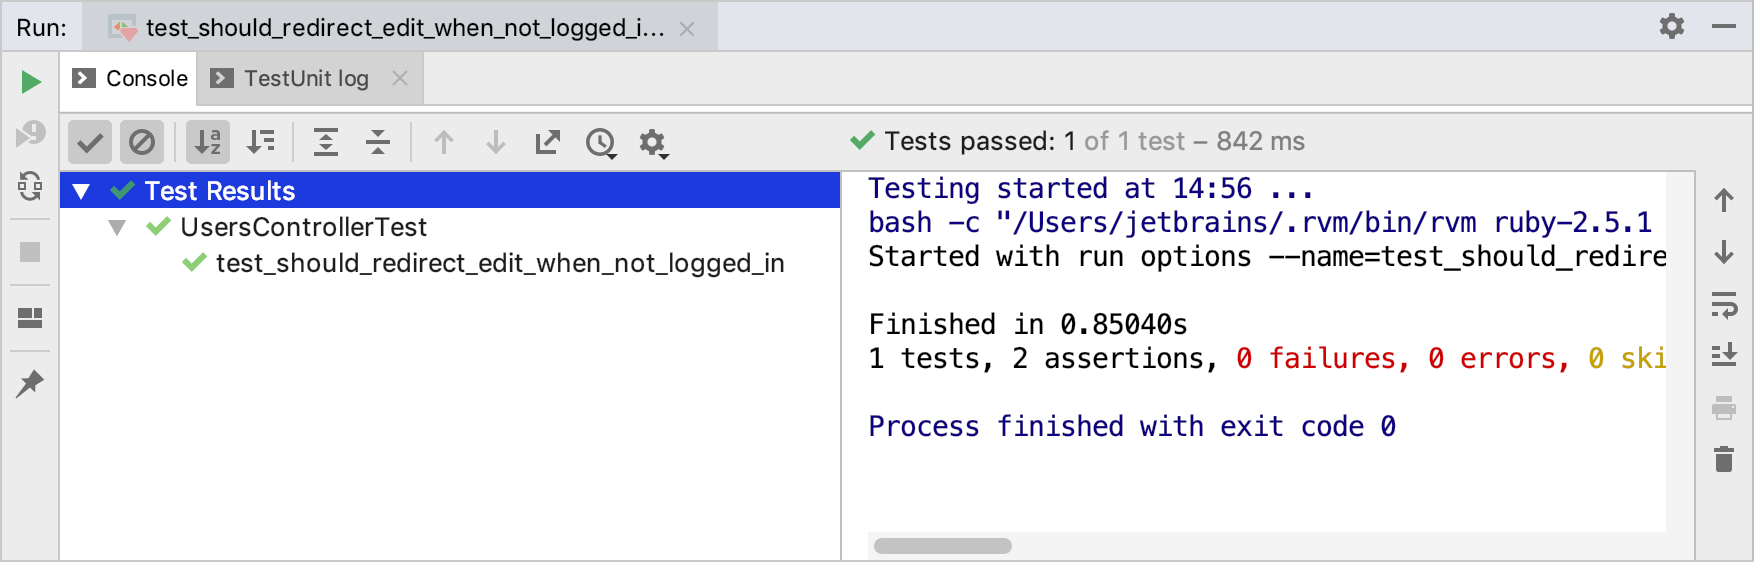 Run: test_should_redirect_edit_when_not_logged_i...
Console TestUnit log
Tests passed: 1 of 1 test – 842 ms
Test Results
UsersControllerTest
test_should_redirect_edit_when_not_logged_in
Testing started at 14:56 ...
bash -c "/Users/jetbrains/.rvm/bin/rvm ruby-2.5.1
Started with run options --name=test_should_redire
Finished in 0.85040s
1 tests, 2 assertions, 0 failures, 0 errors, 0 ski
Process finished with exit code 0